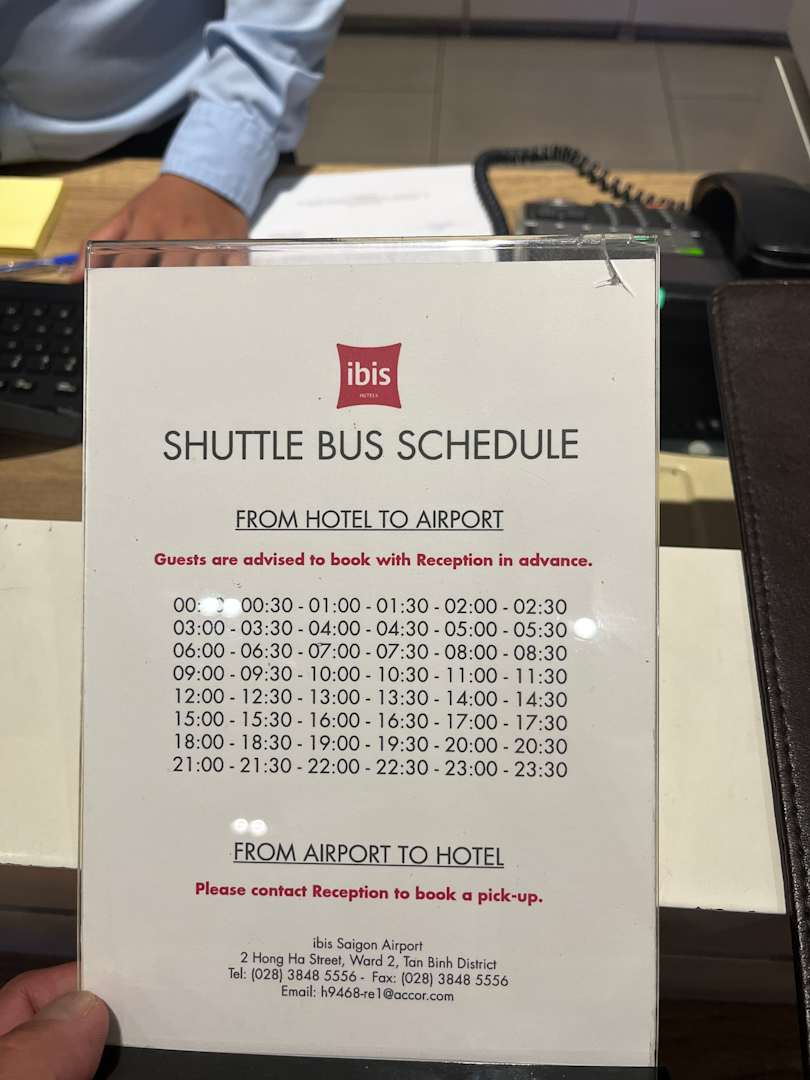 ibis
HOTELS
SHUTTLE BUS SCHEDULE
FROM HOTEL TO AIRPORT
Guests are advised to book with Reception in advance.
00:30 - 01:00 - 01:30 - 02:00 - 02:30
03:00 - 03:30 - 04:00 - 04:30 - 05:00 - 05:30
06:00 - 06:30 - 07:00 - 07:30 - 08:00 - 08:30
09:00 - 09:30 - 10:00 - 10:30 - 11:00 - 11:30
12:00 - 12:30 - 13:00 - 13:30 - 14:00 - 14:30
15:00 - 15:30 - 16:00 - 16:30 - 17:00 - 17:30
18:00 - 18:30 - 19:00 - 19:30 - 20:00 - 20:30
21:00 - 21:30 - 22:00 - 22:30 - 23:00 - 23:30
FROM AIRPORT TO HOTEL
Please contact Reception to book a pick-up.
ibis Saigon Airport
2 Hong Ha Street, Ward 2, Tan Binh District
Tel: (028) 3848 5556 - Fax: (028) 3848 5556
Email: h9468-re1@accor.com